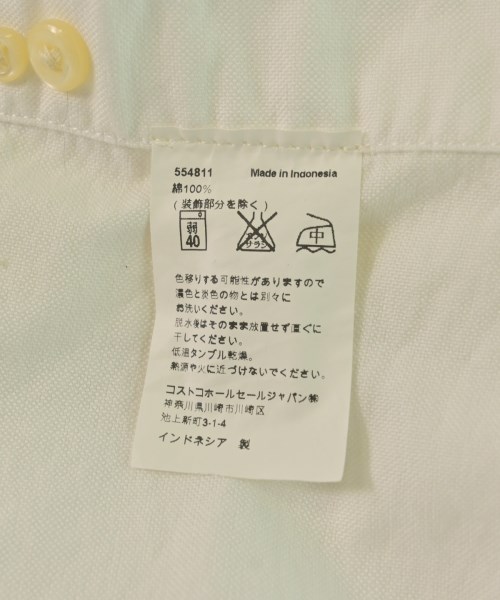 554811 Made in Indonesia
綿100%
( 装飾部分を除く )
弱
40
エンソ
サラシ
中
色移りする可能性がありますので
濃色と淡色の物とは別々に
お洗いください。
脱水後はそのまま放置せず直ぐに
干してください。
低温タンブル乾燥。
熱源や火に近づけないでください。
コストコホールセールジャパン㈱
神奈川県川崎市川崎区
池上新町3-1-4
インドネシア 製